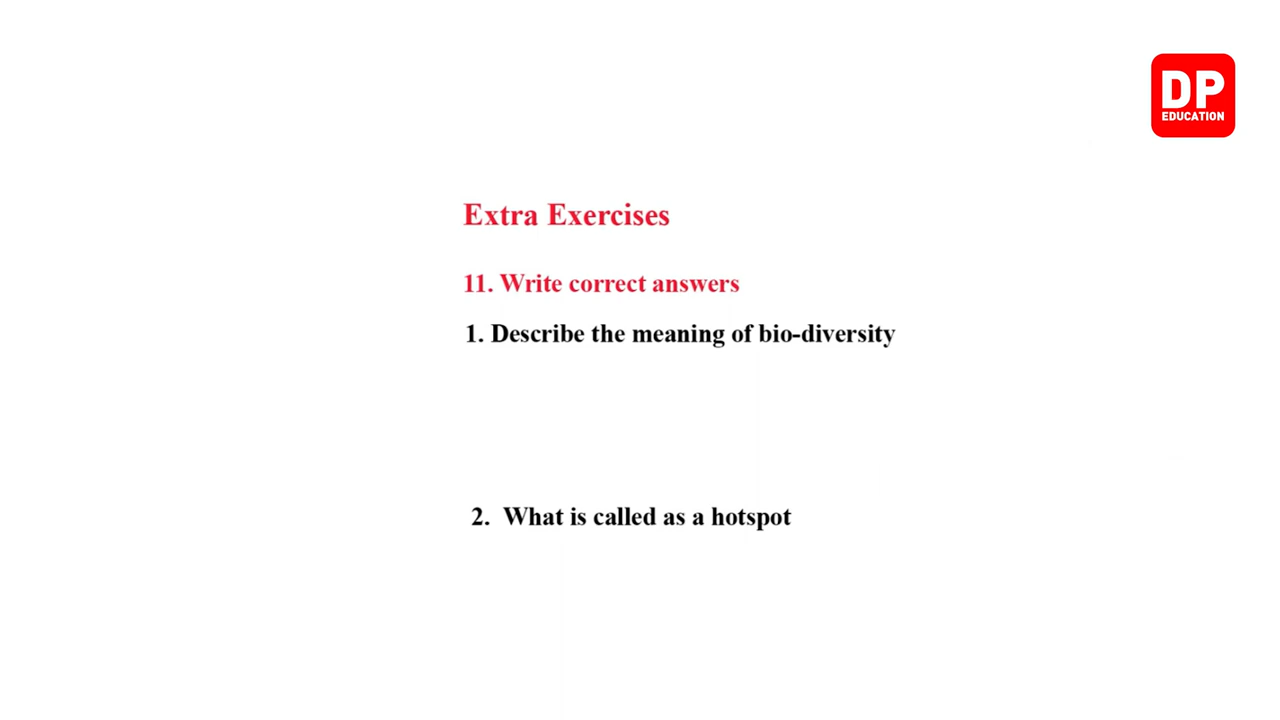 DP
EDUCATION
Extra Exercises
11. Write correct answers
1. Describe the meaning of bio-diversity
2. What is called as a hotspot